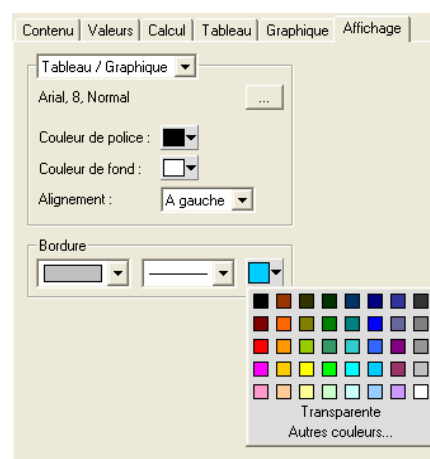 Contenu Valeurs Calcul Tableau Graphique Affichage
Tableau / Graphique
Arial, 8, Normal ...
Couleur de police :
Couleur de fond :
Alignement : A gauche
Bordure
Transparente
Autres couleurs...